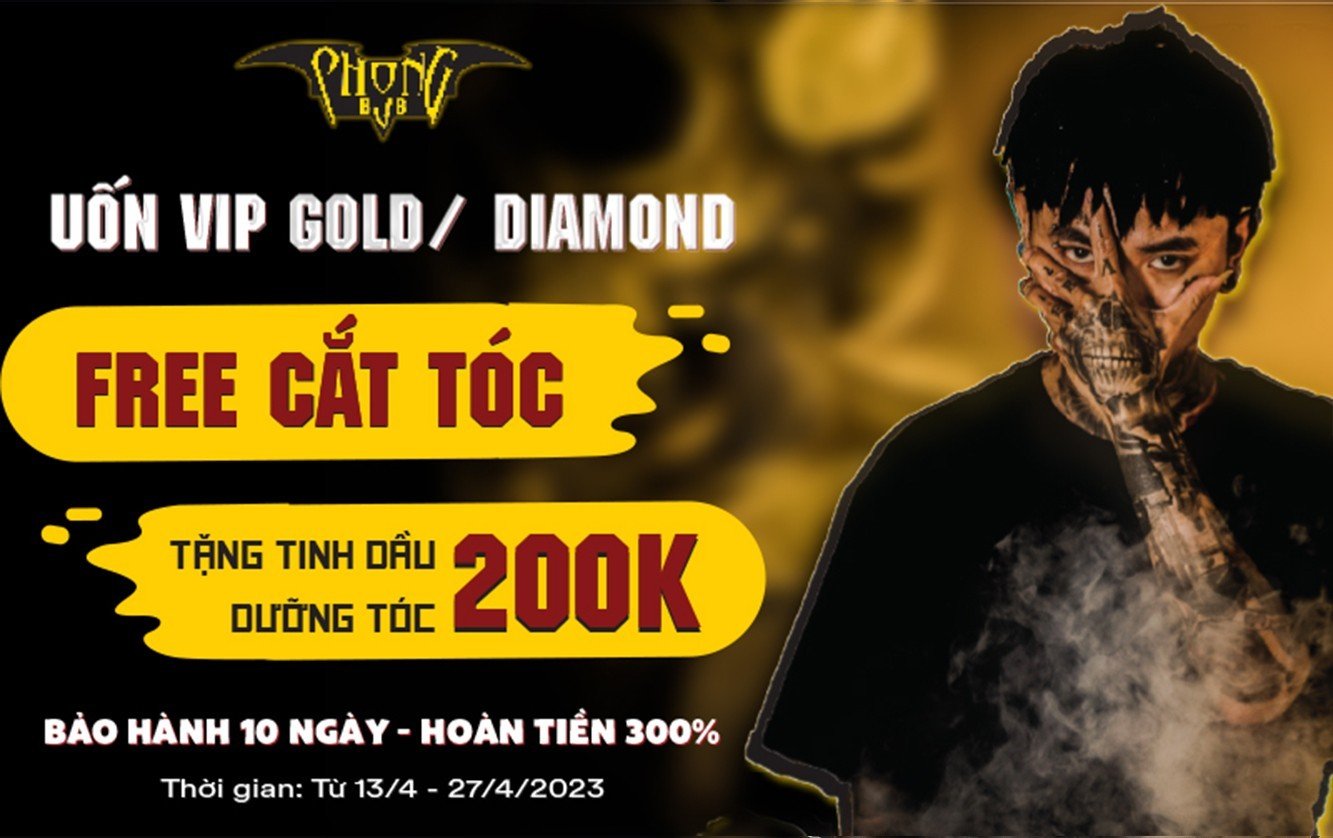 PHONG
BJB
UỐN VIP GOLD/ DIAMOND
FREE CẮT TÓC
TẶNG TINH DẦU
DƯỠNG TÓC
200K
BẢO HÀNH 10 NGÀY - HOÀN TIỀN 300%
Thời gian: Từ 13/4 - 27/4/2023
A